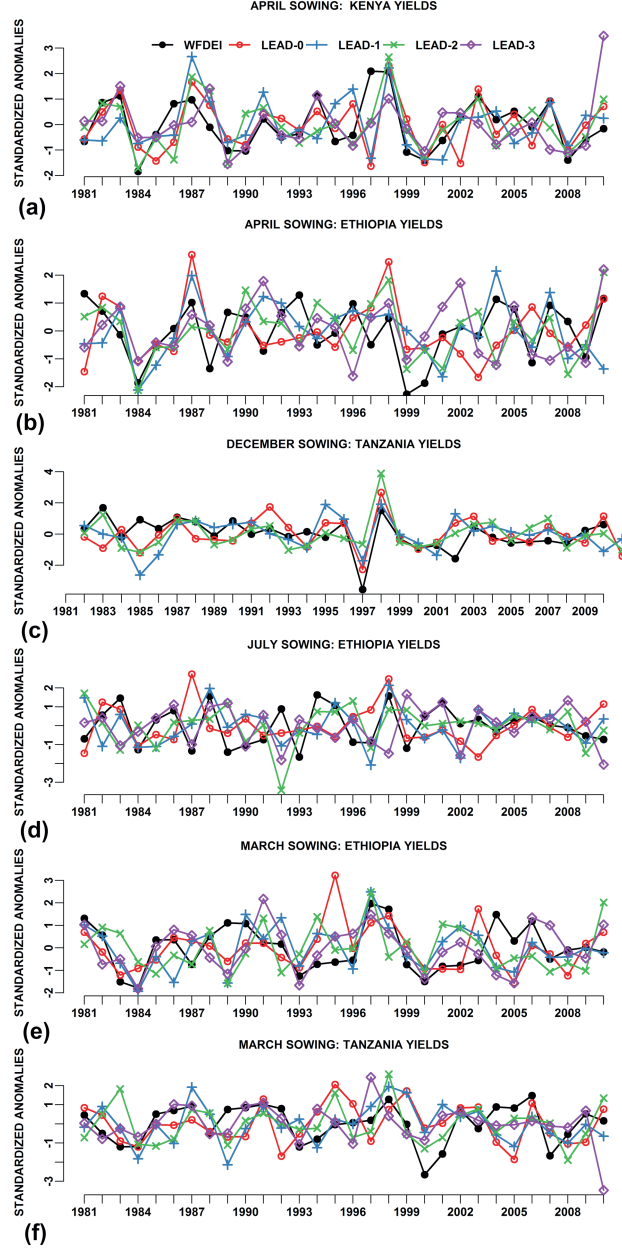 APRIL SOWING: KENYA YIELDS
WFDEI LEAD-0 LEAD-1 LEAD-2 LEAD-3
STANDARDIZED ANOMALIES
3
2
1
0
-1
-2
1981 1984 1987 1990 1993 1996 1999 2002 2005 2008
(a)
APRIL SOWING: ETHIOPIA YIELDS
STANDARDIZED ANOMALIES
2
1
0
-1
-2
1981 1984 1987 1990 1993 1996 1999 2002 2005 2008
(b)
DECEMBER SOWING: TANZANIA YIELDS
STANDARDIZED ANOMALIES
4
2
0
-2
1981 1983 1985 1987 1989 1991 1993 1995 1997 1999 2001 2003 2005 2007 2009
(c)
JULY SOWING: ETHIOPIA YIELDS
STANDARDIZED ANOMALIES
2
1
0
-1
-3
1981 1984 1987 1990 1993 1996 1999 2002 2005 2008
(d)
MARCH SOWING: ETHIOPIA YIELDS
STANDARDIZED ANOMALIES
3
2
1
0
-1
-2
1981 1984 1987 1990 1993 1996 1999 2002 2005 2008
(e)
MARCH SOWING: TANZANIA YIELDS
STANDARDIZED ANOMALIES
2
1
0
-1
-3
1981 1984 1987 1990 1993 1996 1999 2002 2005 2008
(f)